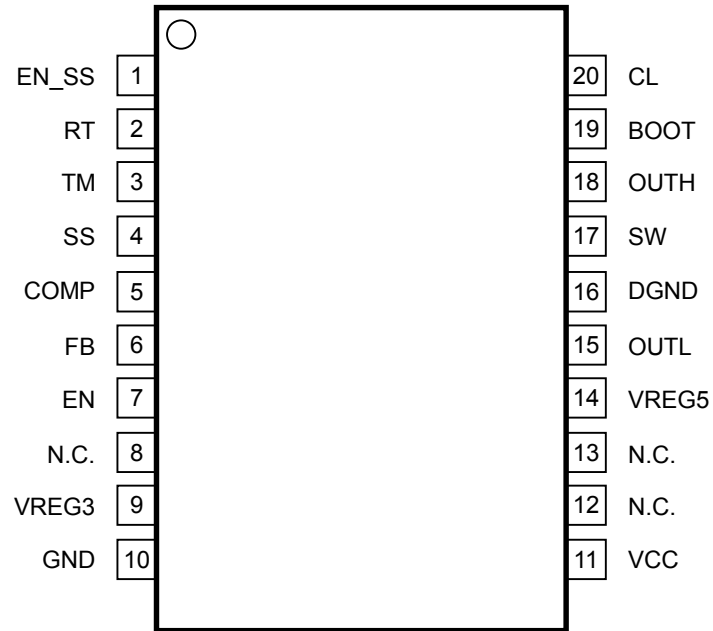 EN_SS 1 20 CL
RT 2 19 BOOT
TM 3 18 OUTH
SS 4 17 SW
COMP 5 16 DGND
FB 6 15 OUTL
EN 7 14 VREG5
N.C. 8 13 N.C.
VREG3 9 12 N.C.
GND 10 11 VCC